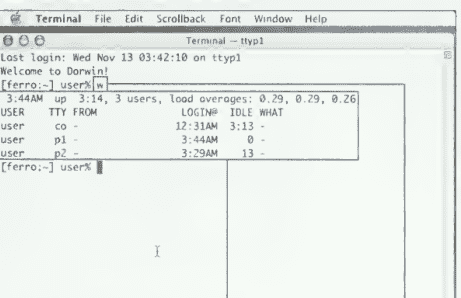 Terminal File Edit Scrollback Font Window Help
Terminal — ttyp1
Last login: Wed Nov 13 03:42:10 on ttyp1
Welcome to Darwin!
[ferro:~] user% w
3:44AM up 3:14, 3 users, load averages: 0.29, 0.29, 0.26
USER TTY FROM LOGIN@ IDLE WHAT
user co - 12:31AM 3:13 -
user p1 - 3:44AM 0 -
user p2 - 3:29AM 13 -
[ferro:~] user%